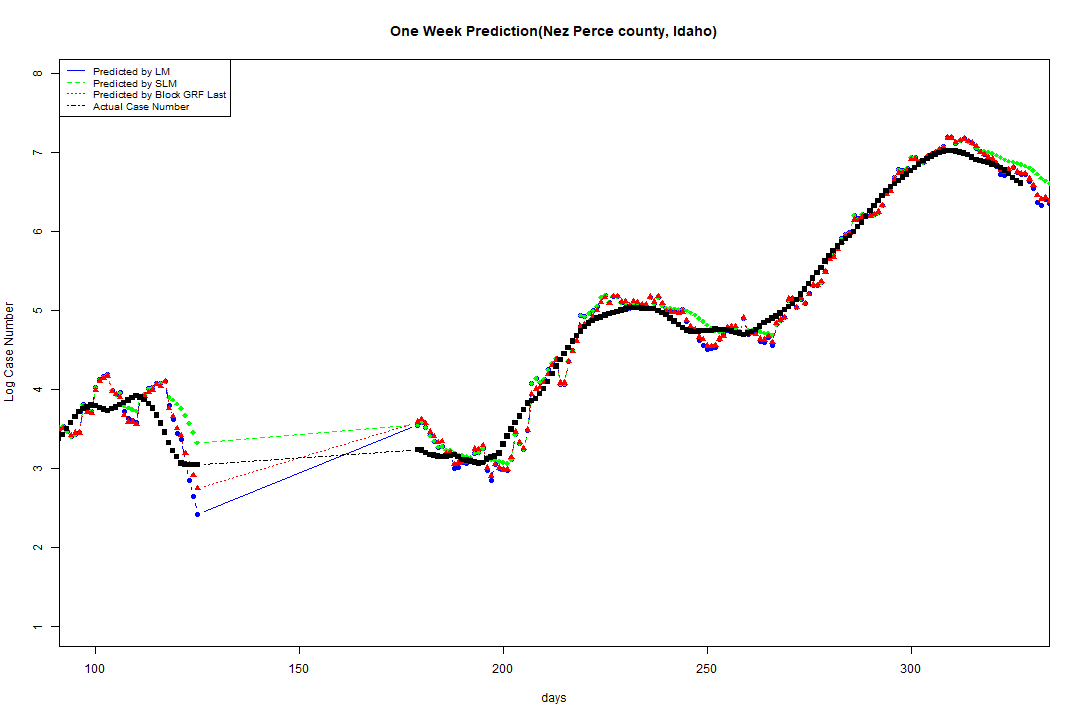 One Week Prediction(Nez Perce county, Idaho)
Predicted by LM
Predicted by SLM
Predicted by Block GRF Last
Actual Case Number
8
7
6
5
4
3
2
1
Log Case Number
100 150 200 250 300
days